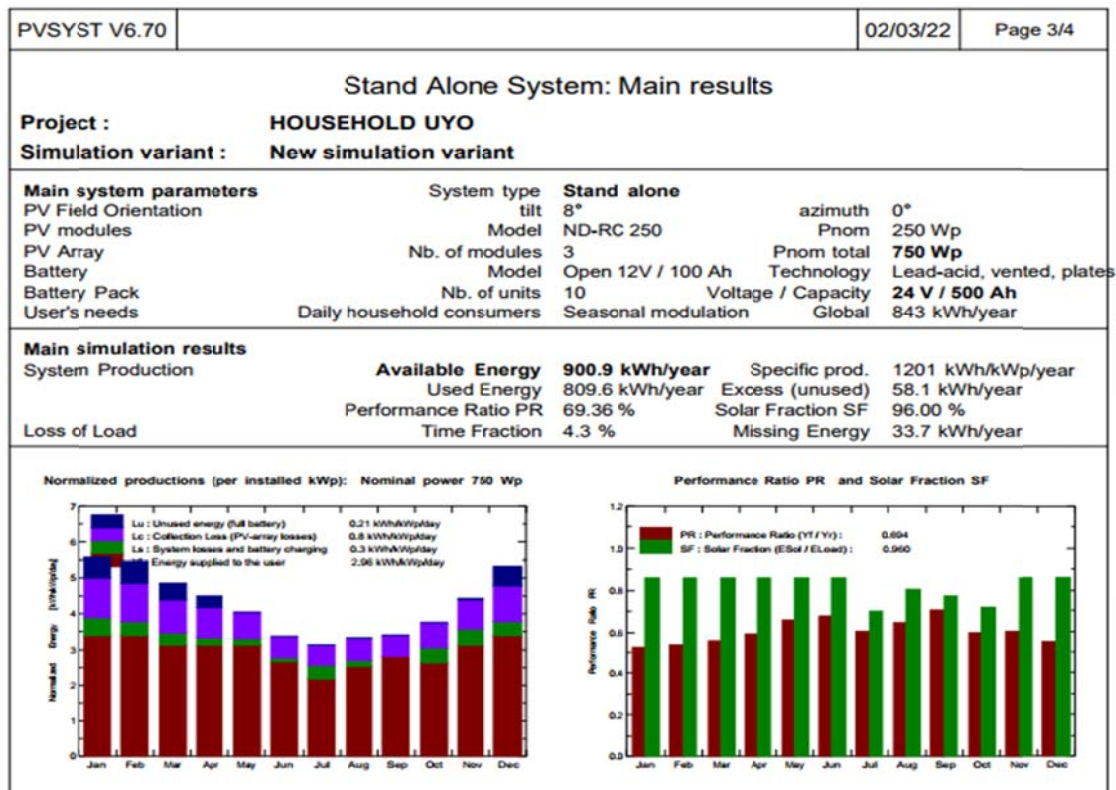 PVSYST V6.70 02/03/22 Page 3/4
Stand Alone System: Main results
Project : HOUSEHOLD UYO
Simulation variant : New simulation variant
Main system parameters System type Stand alone
PV Field Orientation tilt 8° azimuth 0°
PV modules Model ND-RC 250 Pnom 250 Wp
PV Array Nb. of modules 3 Pnom total 750 Wp
Battery Model Open 12V / 100 Ah Technology Lead-acid, vented, plates
Battery Pack Nb. of units 10 Voltage / Capacity 24 V / 500 Ah
User's needs Daily household consumers Seasonal modulation Global 843 kWh/year
Main simulation results
System Production Available Energy 900.9 kWh/year Specific prod. 1201 kWh/kWp/year
Used Energy 809.6 kWh/year Excess (unused) 58.1 kWh/year
Performance Ratio PR 69.36 % Solar Fraction SF 96.00 %
Loss of Load Time Fraction 4.3 % Missing Energy 33.7 kWh/year
Normalized productions (per installed kWp): Nominal power 750 Wp
7
6
5
4
3
2
1
0
Normalized Energy [kWh/kWp/day]
Lu : Unused energy (full battery) 0.21 kWh/kWp/day
Lc : Collection Loss (PV-array losses) 0.8 kWh/kWp/day
Ls : System losses and battery charging 0.3 kWh/kWp/day
: Energy supplied to the user 2.96 kWh/kWp/day
Jan Feb Mar Apr May Jun Jul Aug Sep Oct Nov Dec
Performance Ratio PR and Solar Fraction SF
1.2
1.0
0.8
0.6
0.4
0.2
0.0
Performance Ratio PR
PR : Performance Ratio (Yf / Yr) : 0.694
SF : Solar Fraction (ESol / ELoad) : 0.960
Jan Feb Mar Apr May Jun Jul Aug Sep Oct Nov Dec